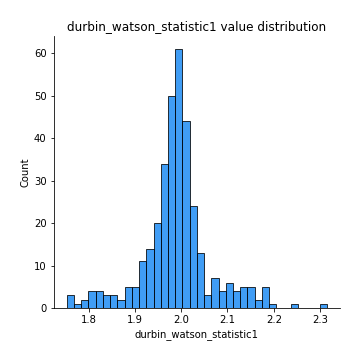 durbin_watson_statistic1 value distribution
60
50
40
30
20
10
0
Count
1.8 1.9 2.0 2.1 2.2 2.3
durbin_watson_statistic1